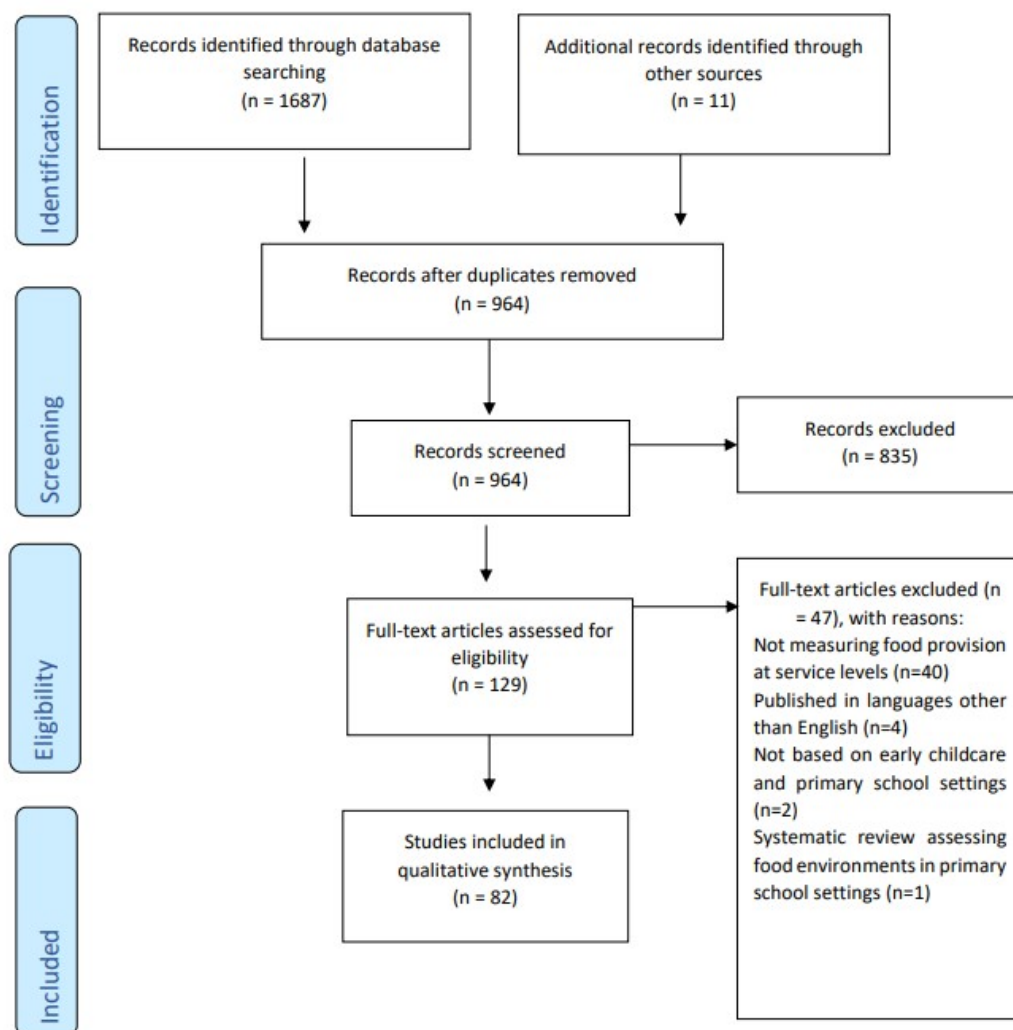 Identification
Records identified through database
searching
(n = 1687)
Additional records identified through
other sources
(n = 11)
Records after duplicates removed
(n = 964)
Screening
Records screened
(n = 964)
Records excluded
(n = 835)
Eligibility
Full-text articles assessed for
eligibility
(n = 129)
Full-text articles excluded (n
= 47), with reasons:
Not measuring food provision
at service levels (n=40)
Published in languages other
than English (n=4)
Not based on early childcare
and primary school settings
(n=2)
Systematic review assessing
food environments in primary
school settings (n=1)
Included
Studies included in
qualitative synthesis
(n = 82)